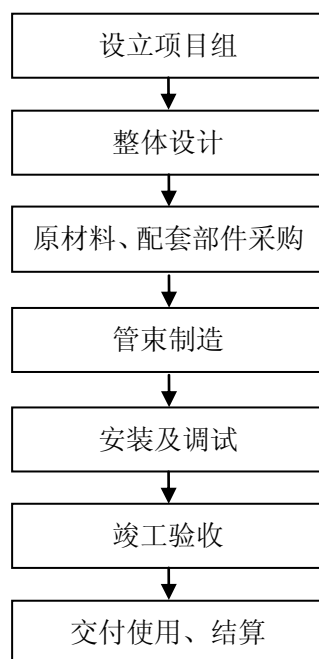 设立项目组
整体设计
原材料、配套部件采购
管束制造
安装及调试
竣工验收
交付使用、结算